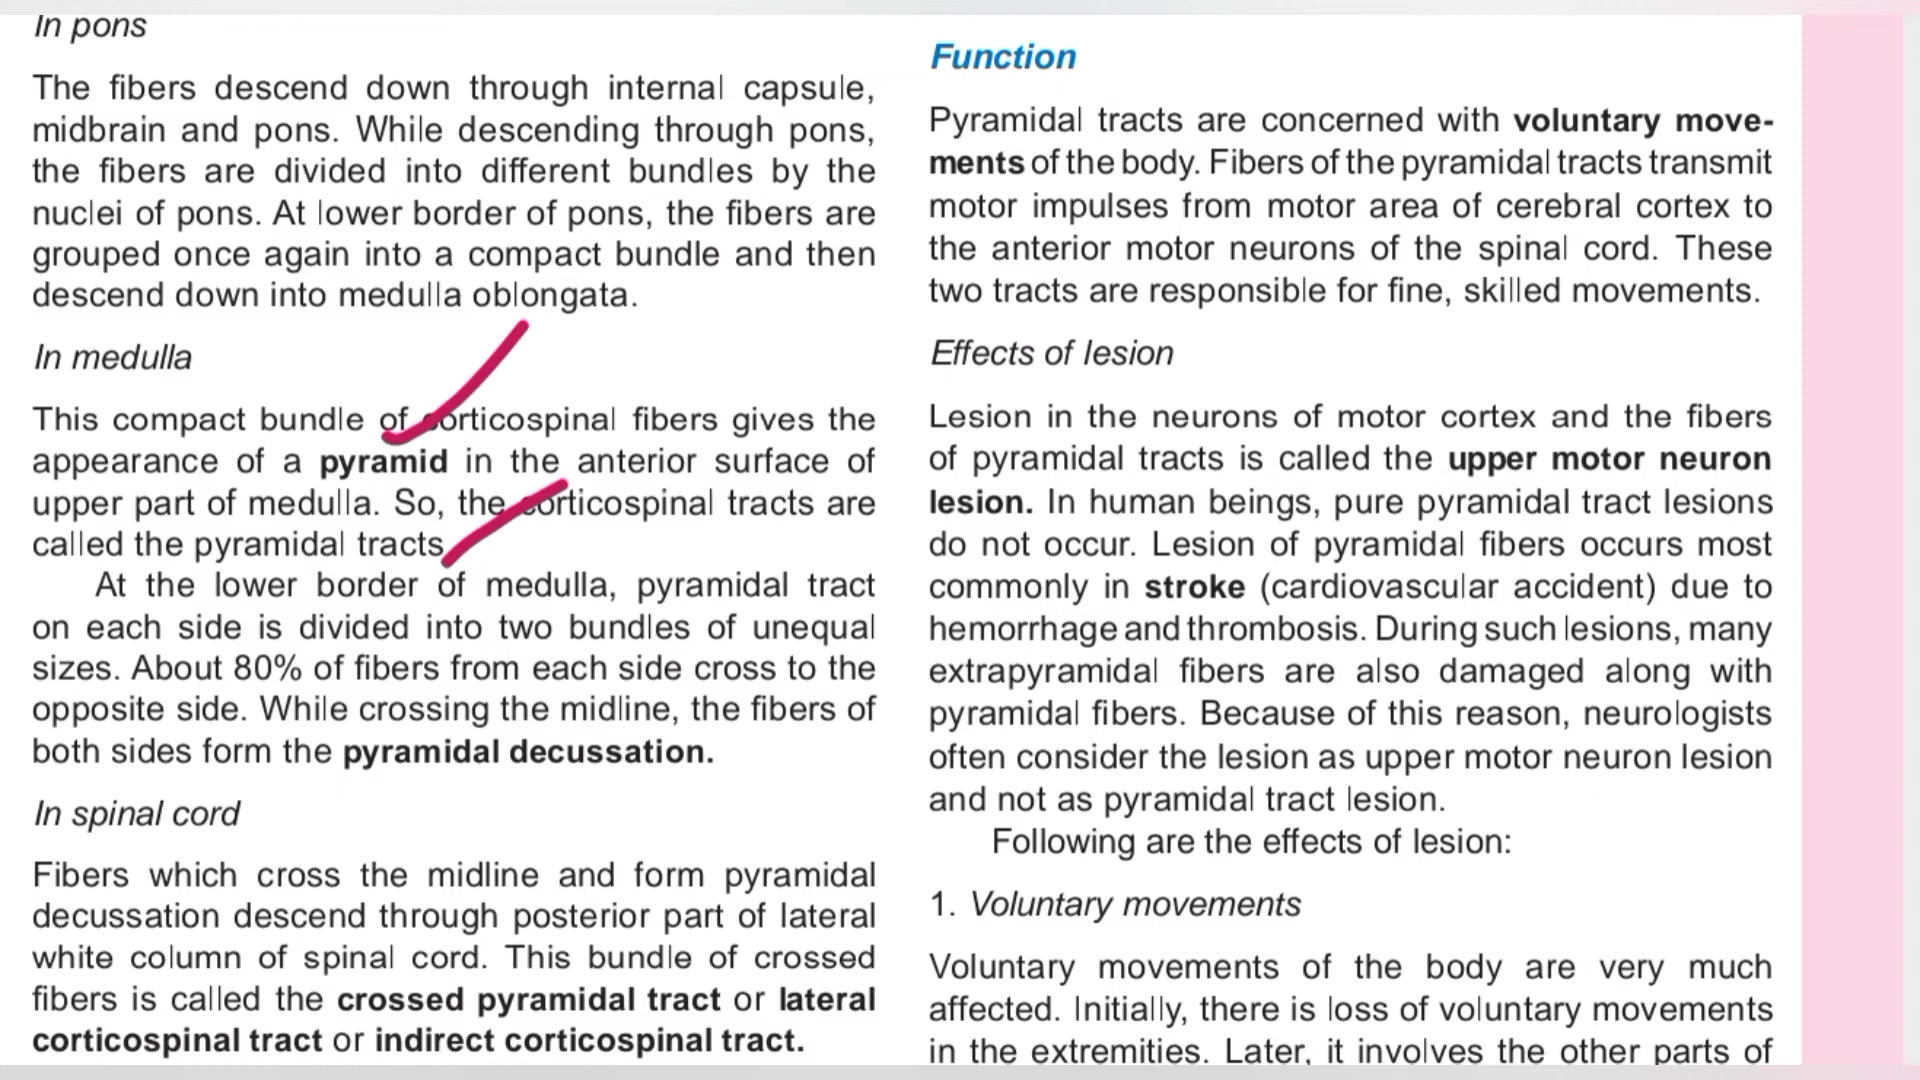 In pons
The fibers descend down through internal capsule,
midbrain and pons. While descending through pons,
the fibers are divided into different bundles by the
nuclei of pons. At lower border of pons, the fibers are
grouped once again into a compact bundle and then
descend down into medulla oblongata.
In medulla
This compact bundle of corticospinal fibers gives the
appearance of a pyramid in the anterior surface of
upper part of medulla. So, the corticospinal tracts are
called the pyramidal tracts.
At the lower border of medulla, pyramidal tract
on each side is divided into two bundles of unequal
sizes. About 80% of fibers from each side cross to the
opposite side. While crossing the midline, the fibers of
both sides form the pyramidal decussation.
In spinal cord
Fibers which cross the midline and form pyramidal
decussation descend through posterior part of lateral
white column of spinal cord. This bundle of crossed
fibers is called the crossed pyramidal tract or lateral
corticospinal tract or indirect corticospinal tract.
Function
Pyramidal tracts are concerned with voluntary move-
ments of the body. Fibers of the pyramidal tracts transmit
motor impulses from motor area of cerebral cortex to
the anterior motor neurons of the spinal cord. These
two tracts are responsible for fine, skilled movements.
Effects of lesion
Lesion in the neurons of motor cortex and the fibers
of pyramidal tracts is called the upper motor neuron
lesion. In human beings, pure pyramidal tract lesions
do not occur. Lesion of pyramidal fibers occurs most
commonly in stroke (cardiovascular accident) due to
hemorrhage and thrombosis. During such lesions, many
extrapyramidal fibers are also damaged along with
pyramidal fibers. Because of this reason, neurologists
often consider the lesion as upper motor neuron lesion
and not as pyramidal tract lesion.
Following are the effects of lesion:
1. Voluntary movements
Voluntary movements of the body are very much
affected. Initially, there is loss of voluntary movements
in the extremities. Later, it involves the other parts of